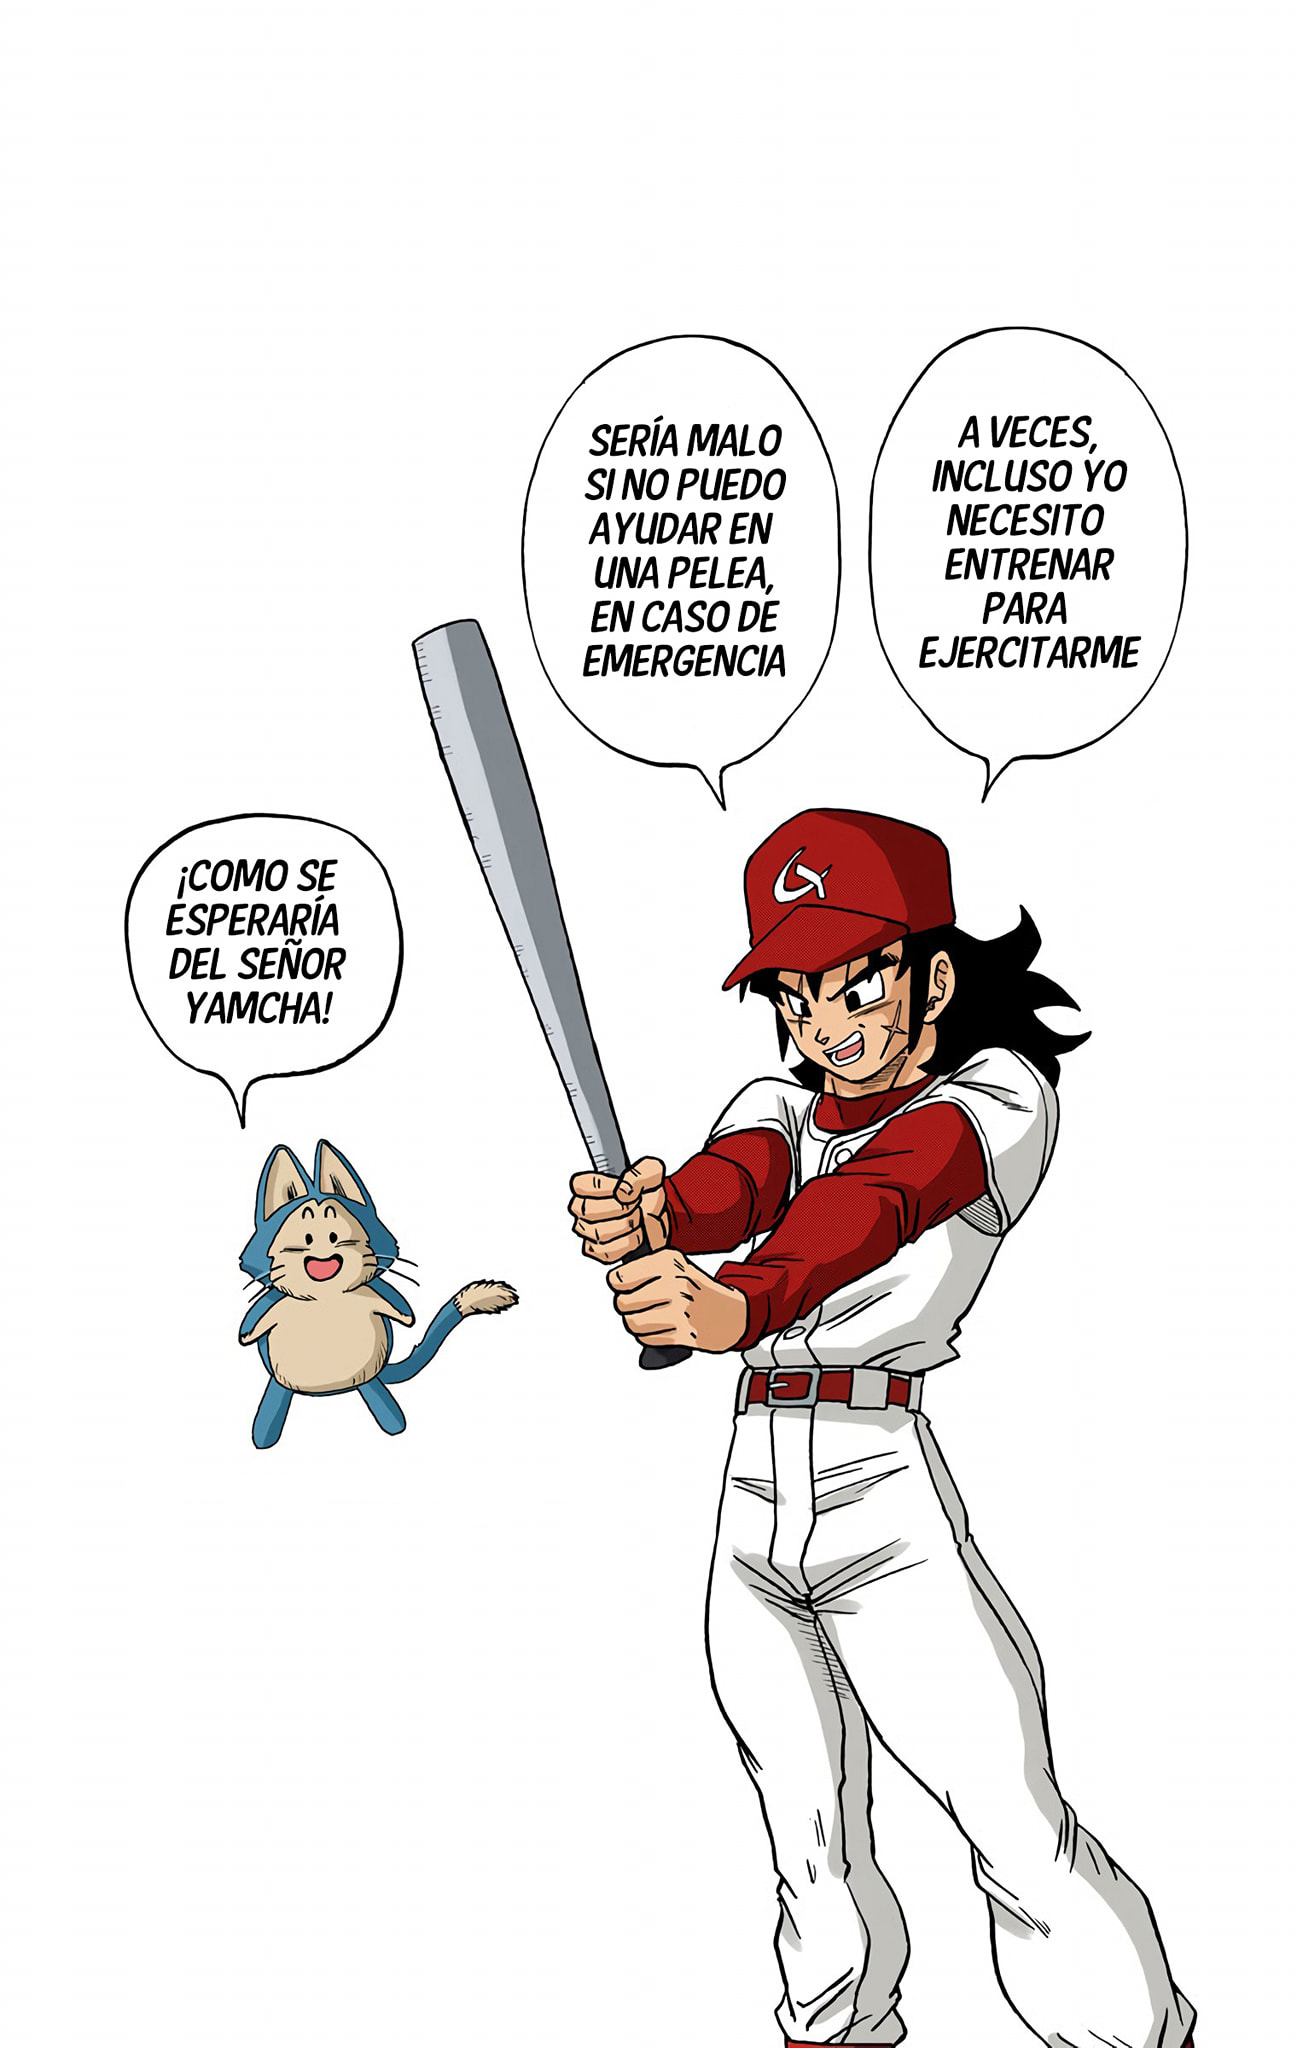 A VECES,
INCLUSO YO
NECESITO
ENTRENAR
PARA
EJERCITARME
SERÍA MALO
SI NO PUEDO
AYUDAR EN
UNA PELEA,
EN CASO DE
EMERGENCIA
¡COMO SE
ESPERARÍA
DEL SEÑOR
YAMCHA!